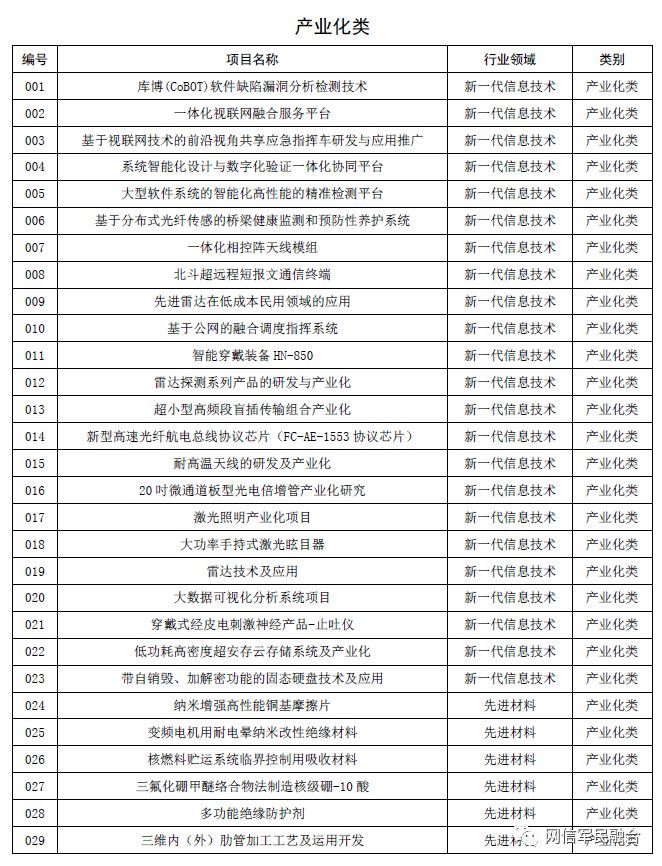 产业化类
编号 项目名称 行业领域 类别
001 库博(CoBOT)软件缺陷漏洞分析检测技术 新一代信息技术 产业化类
002 一体化视联网融合服务平台 新一代信息技术 产业化类
003 基于视联网技术的前沿视角共享应急指挥车研发与应用推广 新一代信息技术 产业化类
004 系统智能化设计与数字化验证一体化协同平台 新一代信息技术 产业化类
005 大型软件系统的智能化高性能的精准检测平台 新一代信息技术 产业化类
006 基于分布式光纤传感的桥梁健康监测和预防性养护系统 新一代信息技术 产业化类
007 一体化相控阵天线模组 新一代信息技术 产业化类
008 北斗超远程短报文通信终端 新一代信息技术 产业化类
009 先进雷达在低成本民用领域的应用 新一代信息技术 产业化类
010 基于公网的融合调度指挥系统 新一代信息技术 产业化类
011 智能穿戴装备HN-850 新一代信息技术 产业化类
012 雷达探测系列产品的研发与产业化 新一代信息技术 产业化类
013 超小型高频段盲插传输组合产业化 新一代信息技术 产业化类
014 新型高速光纤航电总线协议芯片（FC-AE-1553协议芯片） 新一代信息技术 产业化类
015 耐高温天线的研发及产业化 新一代信息技术 产业化类
016 20吋微通道板型光电倍增管产业化研究 新一代信息技术 产业化类
017 激光照明产业化项目 新一代信息技术 产业化类
018 大功率手持式激光眩目器 新一代信息技术 产业化类
019 雷达技术及应用 新一代信息技术 产业化类
020 大数据可视化分析系统项目 新一代信息技术 产业化类
021 穿戴式经皮电刺激神经产品-止吐仪 新一代信息技术 产业化类
022 低功耗高密度超安存云存储系统及产业化 新一代信息技术 产业化类
023 带自销毁、加解密功能的固态硬盘技术及应用 新一代信息技术 产业化类
024 纳米增强高性能铜基摩擦片 先进材料 产业化类
025 变频电机用耐电晕纳米改性绝缘材料 先进材料 产业化类
026 核燃料贮运系统临界控制用吸收材料 先进材料 产业化类
027 三氟化硼甲醚络合物法制造核级硼-10酸 先进材料 产业化类
028 多功能绝缘防护剂 先进材料 产业化类
029 三维内（外）肋管加工工艺及运用开发 先进材料 产业化类
网信军民融合